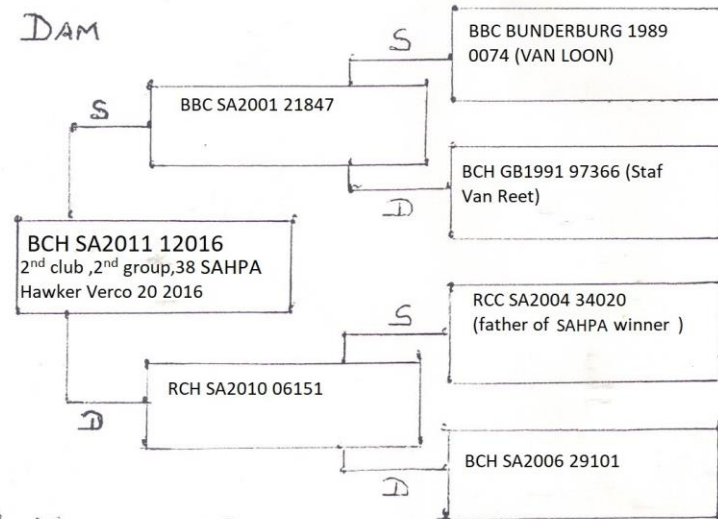 DAM
S
BBC BUNDERBURG 1989
0074 (VAN LOON)
BBC SA2001 21847
S
D
BCH GB1991 97366 (Staf
Van Reet)
BCH SA2011 12016
2nd club ,2nd group,38 SAHPA
Hawker Verco 20 2016
S
RCC SA2004 34020
(father of SAHPA winner )
RCH SA2010 06151
D
D
BCH SA2006 29101